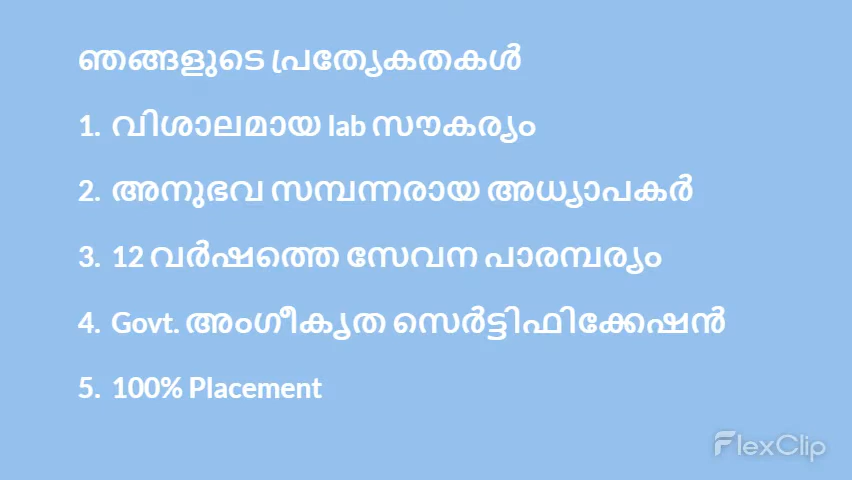 ഞങ്ങളുടെ പ്രത്യേകതകൾ
1. വിശാലമായ lab സൗകര്യം
2. അനുഭവ സമ്പന്നരായ അധ്യാപകർ
3. 12 വർഷത്തെ സേവന പാരമ്പര്യം
4. Govt. അംഗീകൃത സെർട്ടിഫിക്കേഷൻ
5. 100% Placement
FlexClip